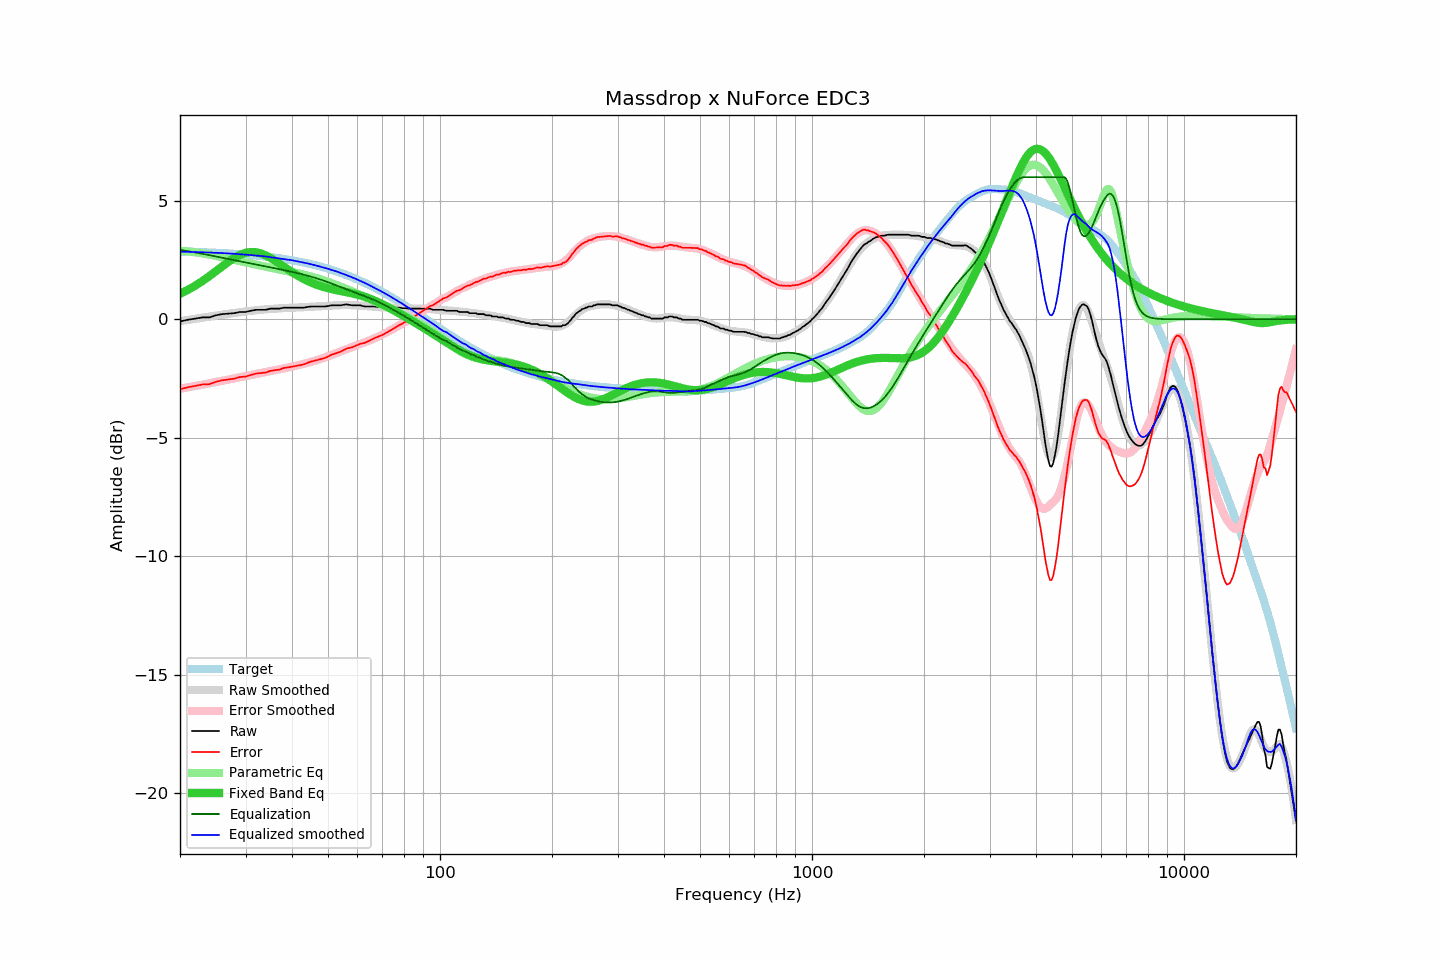 Massdrop x NuForce EDC3
Amplitude (dBr)
5
0
−5
−10
−15
−20
Target
Raw Smoothed
Error Smoothed
Raw
Error
Parametric Eq
Fixed Band Eq
Equalization
Equalized smoothed
100 1000 10000
Frequency (Hz)